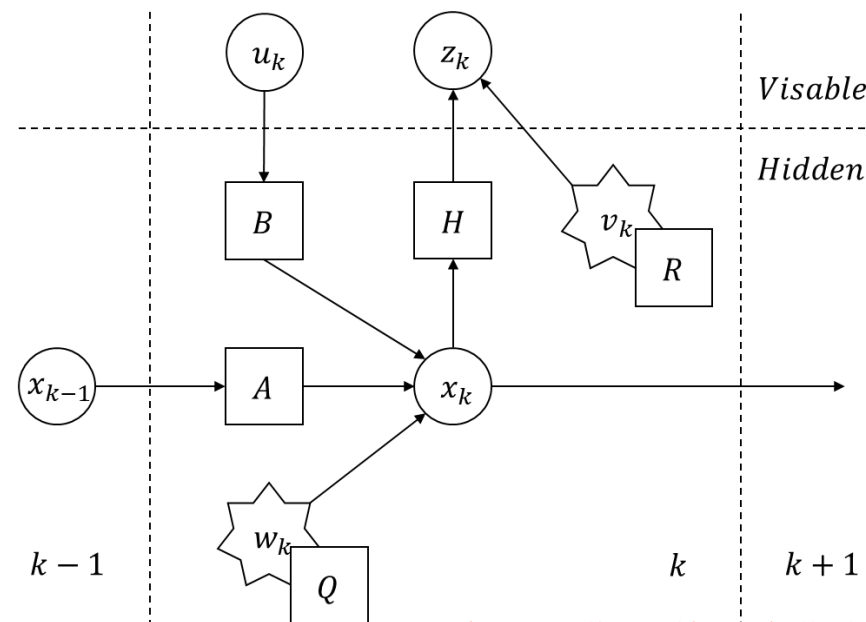 u_k
z_k
Visable
Hidden
B
H
v_k
R
x_{k-1}
A
x_k
w_k
Q
k − 1
k
k + 1